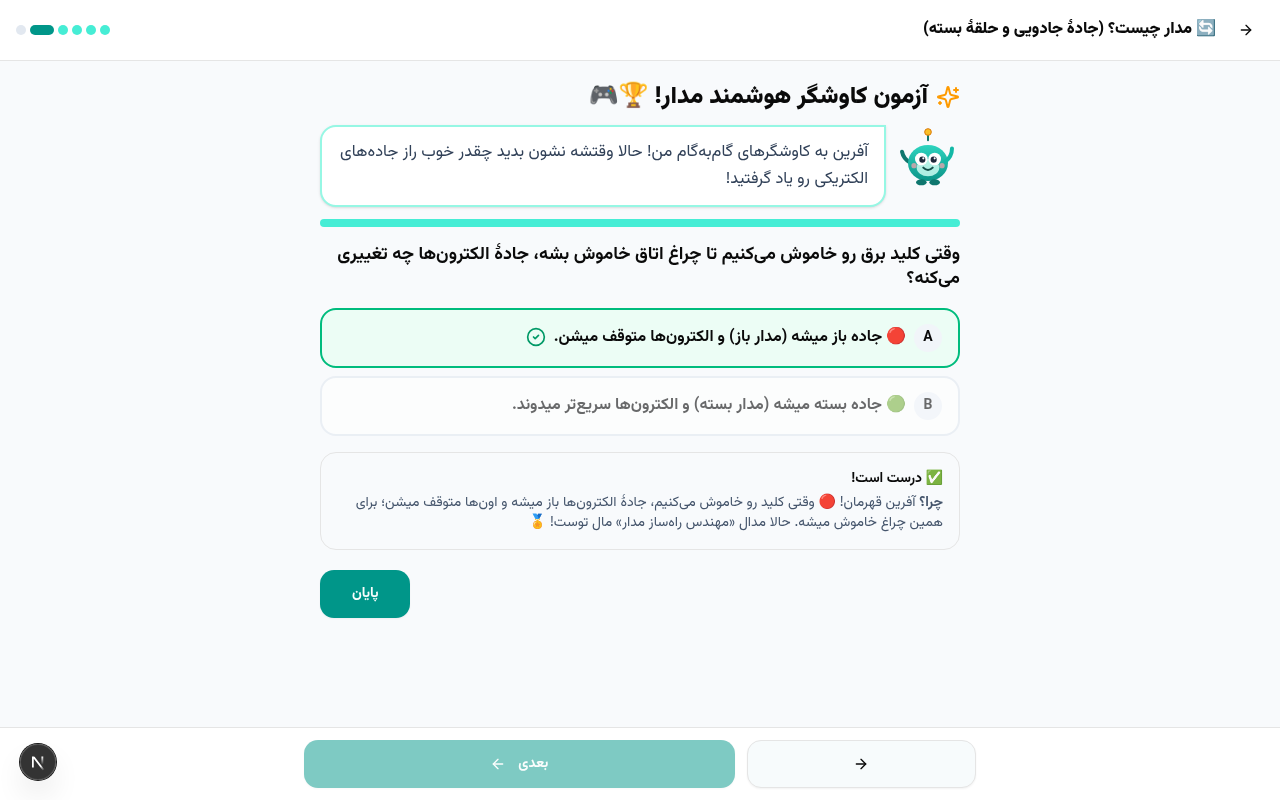 🔄 مدار چیست؟ (جادهٔ جادویی و حلقهٔ بسته)
آزمون کاوشگر هوشمند مدار! 🏆🎮
آفرین به کاوشگرهای گام‌به‌گام من! حالا وقتشه نشون بدید چقدر خوب راز جاده‌های
الکتریکی رو یاد گرفتید!
وقتی کلید برق رو خاموش می‌کنیم تا چراغ اتاق خاموش بشه، جادهٔ الکترون‌ها چه تغییری
می‌کنه؟
A 🔴 جاده باز میشه (مدار باز) و الکترون‌ها متوقف میشن.
B 🟢 جاده بسته میشه (مدار بسته) و الکترون‌ها سریع‌تر میدوند.
✅ درست است!
چرا؟ آفرین قهرمان! 🔴 وقتی کلید رو خاموش می‌کنیم، جادهٔ الکترون‌ها باز میشه و اون‌ها متوقف میشن؛ برای
همین چراغ خاموش میشه. حالا مدال «مهندس راه‌ساز مدار» مال توست! 🏅
پایان
بعدی
N